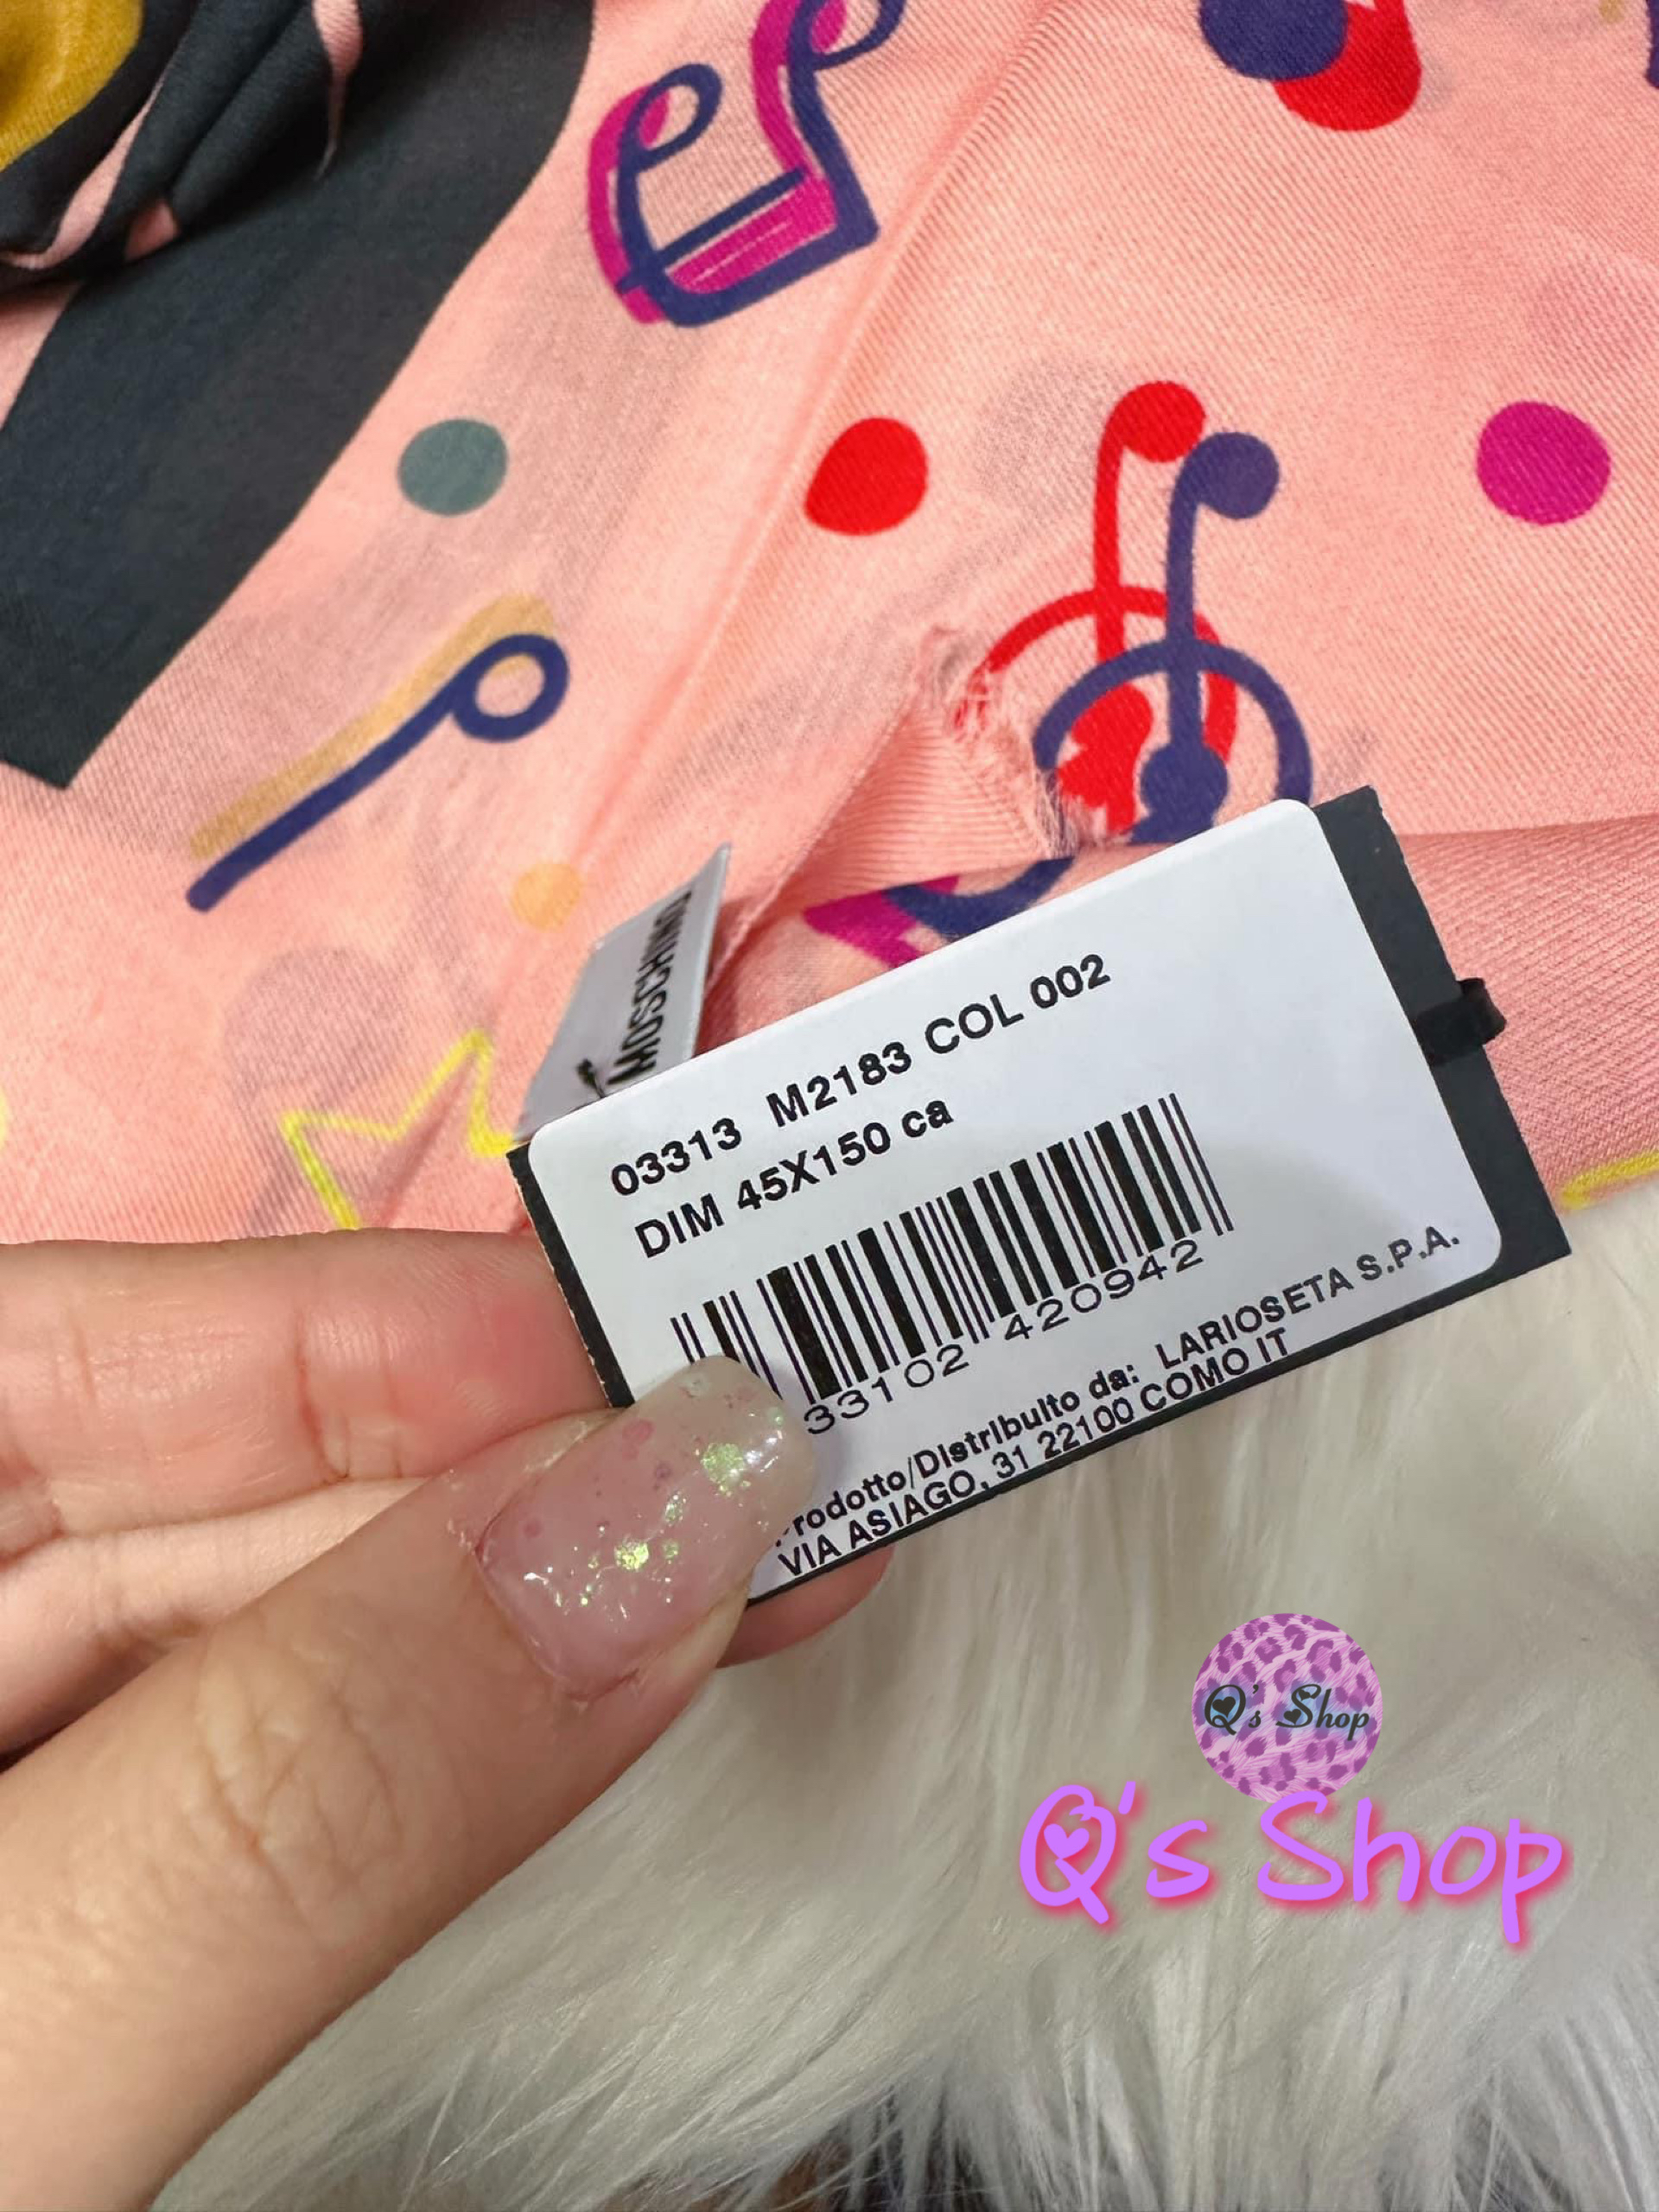 MOSCHINO
03313 M2183 COL 002
DIM 45X150 ca
33102 420942
rodotto/Distribuito da: LARIOSETA S.P.A.
VIA ASIAGO, 31 22100 COMO IT
Q's Shop
Q's Shop